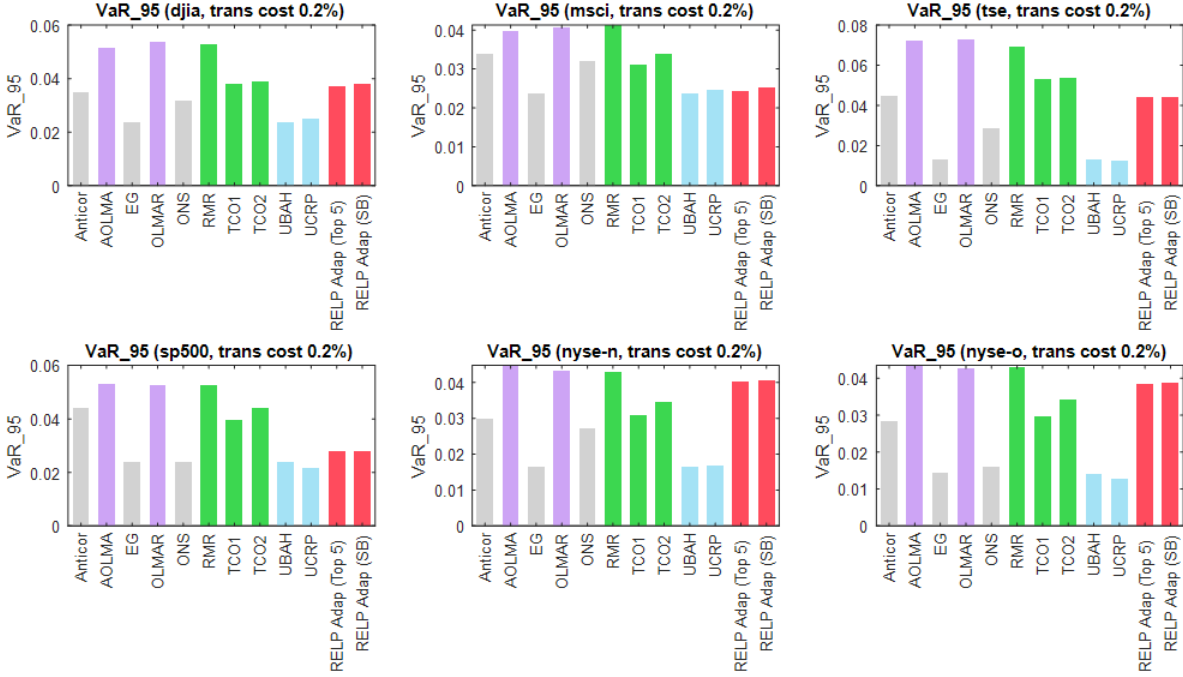 VaR_95 (djia, trans cost 0.2%)
VaR_95
0.06
0.04
0.02
0
Anticor
AOLMA
EG
OLMAR
ONS
RMR
TCO1
TCO2
UBAH
UCRP
RELP Adap (Top 5)
RELP Adap (SB)
VaR_95 (msci, trans cost 0.2%)
VaR_95
0.04
0.03
0.02
0.01
0
Anticor
AOLMA
EG
OLMAR
ONS
RMR
TCO1
TCO2
UBAH
UCRP
RELP Adap (Top 5)
RELP Adap (SB)
VaR_95 (tse, trans cost 0.2%)
VaR_95
0.08
0.06
0.04
0.02
0
Anticor
AOLMA
EG
OLMAR
ONS
RMR
TCO1
TCO2
UBAH
UCRP
RELP Adap (Top 5)
RELP Adap (SB)
VaR_95 (sp500, trans cost 0.2%)
VaR_95
0.06
0.04
0.02
0
Anticor
AOLMA
EG
OLMAR
ONS
RMR
TCO1
TCO2
UBAH
UCRP
RELP Adap (Top 5)
RELP Adap (SB)
VaR_95 (nyse-n, trans cost 0.2%)
VaR_95
0.04
0.03
0.02
0.01
0
Anticor
AOLMA
EG
OLMAR
ONS
RMR
TCO1
TCO2
UBAH
UCRP
RELP Adap (Top 5)
RELP Adap (SB)
VaR_95 (nyse-o, trans cost 0.2%)
VaR_95
0.04
0.03
0.02
0.01
0
Anticor
AOLMA
EG
OLMAR
ONS
RMR
TCO1
TCO2
UBAH
UCRP
RELP Adap (Top 5)
RELP Adap (SB)